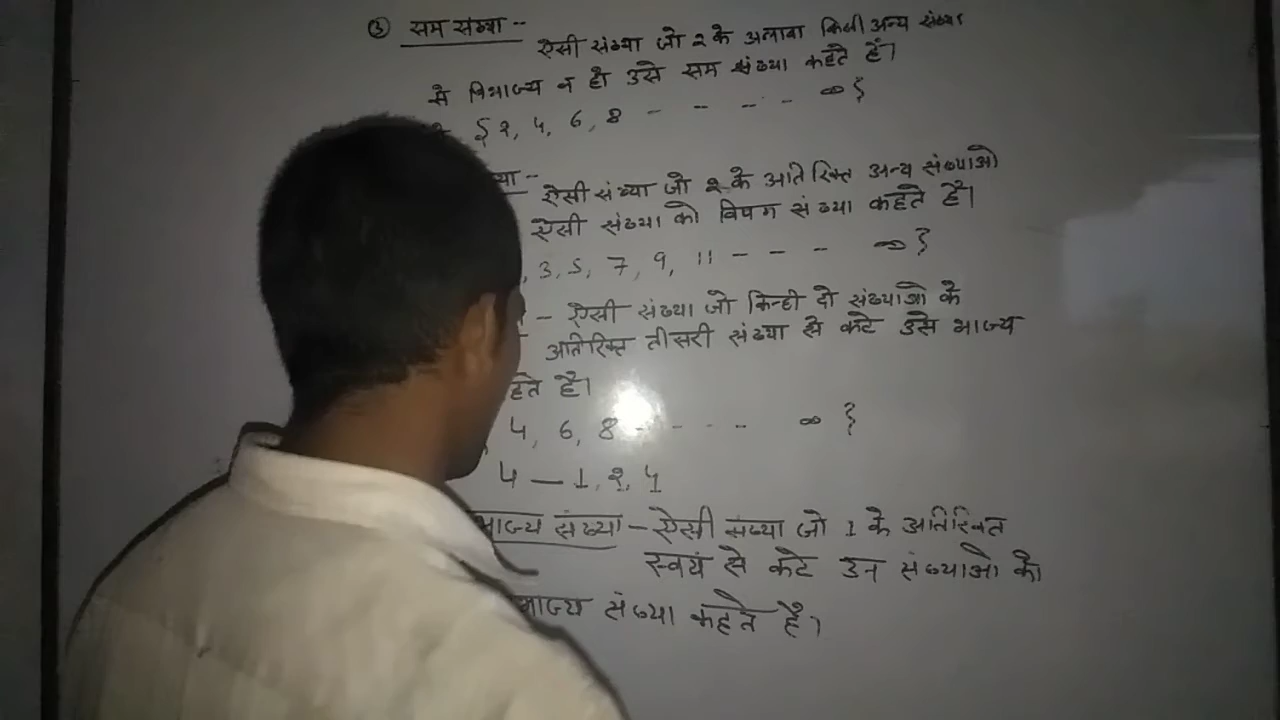 ③ सम संख्या --
ऐसी संख्या जो 2 के अलावा किसी अन्य संख्या
से विभाज्य न हो उसे सम संख्या कहते हैं।
{2, 4, 6, 8 - - - - ∞}
ख्या - ऐसी संख्या जो 2 के अतिरिक्त अन्य संख्याओ
ऐसी संख्या को विषम संख्या कहते है।
, 3, 5, 7, 9, 11 - - - ∞}
- ऐसी संख्या जो किन्ही दो संख्याओ के
अतिरिक्त तीसरी संख्या से कटे उसे भाज्य
हते है।
4, 6, 8 - - - - ∞ }
4 — 1, 2, 4
भाज्य संख्या - ऐसी संख्या जो 1 के अतिरिक्त
स्वयं से कटे उन संख्याओ को
भाज्य संख्या कहते है।